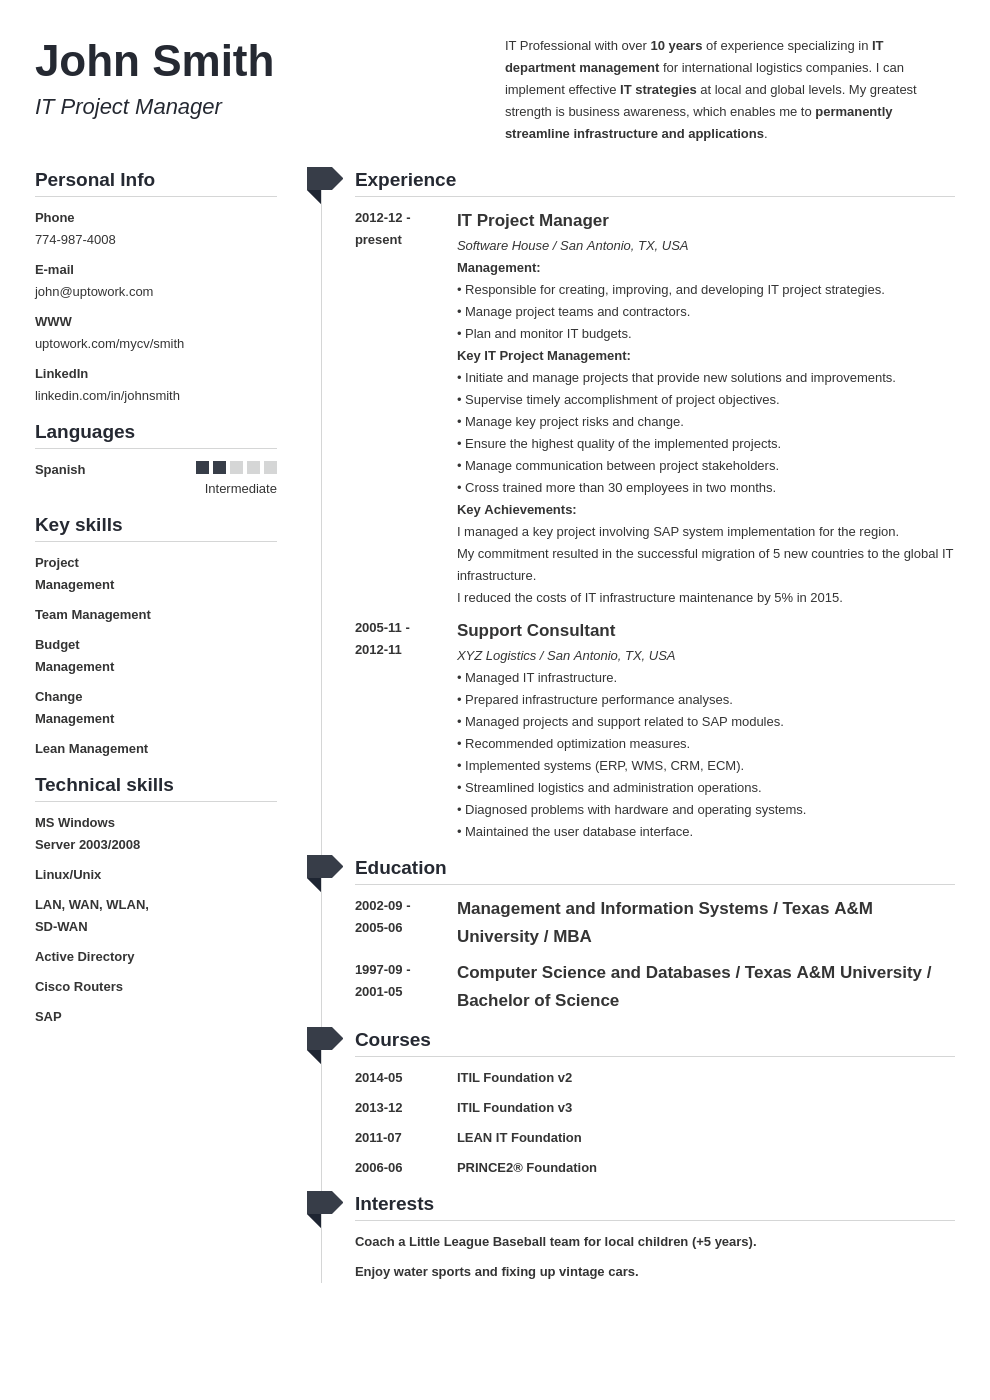 John Smith
IT Project Manager
IT Professional with over 10 years of experience specializing in IT
department management for international logistics companies. I can
implement effective IT strategies at local and global levels. My greatest
strength is business awareness, which enables me to permanently
streamline infrastructure and applications.
Personal Info
Phone
774-987-4008
E-mail
john@uptowork.com
WWW
uptowork.com/mycv/smith
LinkedIn
linkedin.com/in/johnsmith
Languages
Spanish
Intermediate
Key skills
Project
Management
Team Management
Budget
Management
Change
Management
Lean Management
Technical skills
MS Windows
Server 2003/2008
Linux/Unix
LAN, WAN, WLAN,
SD-WAN
Active Directory
Cisco Routers
SAP
Experience
2012-12 -
present
IT Project Manager
Software House / San Antonio, TX, USA
Management:
• Responsible for creating, improving, and developing IT project strategies.
• Manage project teams and contractors.
• Plan and monitor IT budgets.
Key IT Project Management:
• Initiate and manage projects that provide new solutions and improvements.
• Supervise timely accomplishment of project objectives.
• Manage key project risks and change.
• Ensure the highest quality of the implemented projects.
• Manage communication between project stakeholders.
• Cross trained more than 30 employees in two months.
Key Achievements:
I managed a key project involving SAP system implementation for the region.
My commitment resulted in the successful migration of 5 new countries to the global IT
infrastructure.
I reduced the costs of IT infrastructure maintenance by 5% in 2015.
2005-11 -
2012-11
Support Consultant
XYZ Logistics / San Antonio, TX, USA
• Managed IT infrastructure.
• Prepared infrastructure performance analyses.
• Managed projects and support related to SAP modules.
• Recommended optimization measures.
• Implemented systems (ERP, WMS, CRM, ECM).
• Streamlined logistics and administration operations.
• Diagnosed problems with hardware and operating systems.
• Maintained the user database interface.
Education
2002-09 -
2005-06
Management and Information Systems / Texas A&M
University / MBA
1997-09 -
2001-05
Computer Science and Databases / Texas A&M University /
Bachelor of Science
Courses
2014-05 ITIL Foundation v2
2013-12 ITIL Foundation v3
2011-07 LEAN IT Foundation
2006-06 PRINCE2® Foundation
Interests
Coach a Little League Baseball team for local children (+5 years).
Enjoy water sports and fixing up vintage cars.